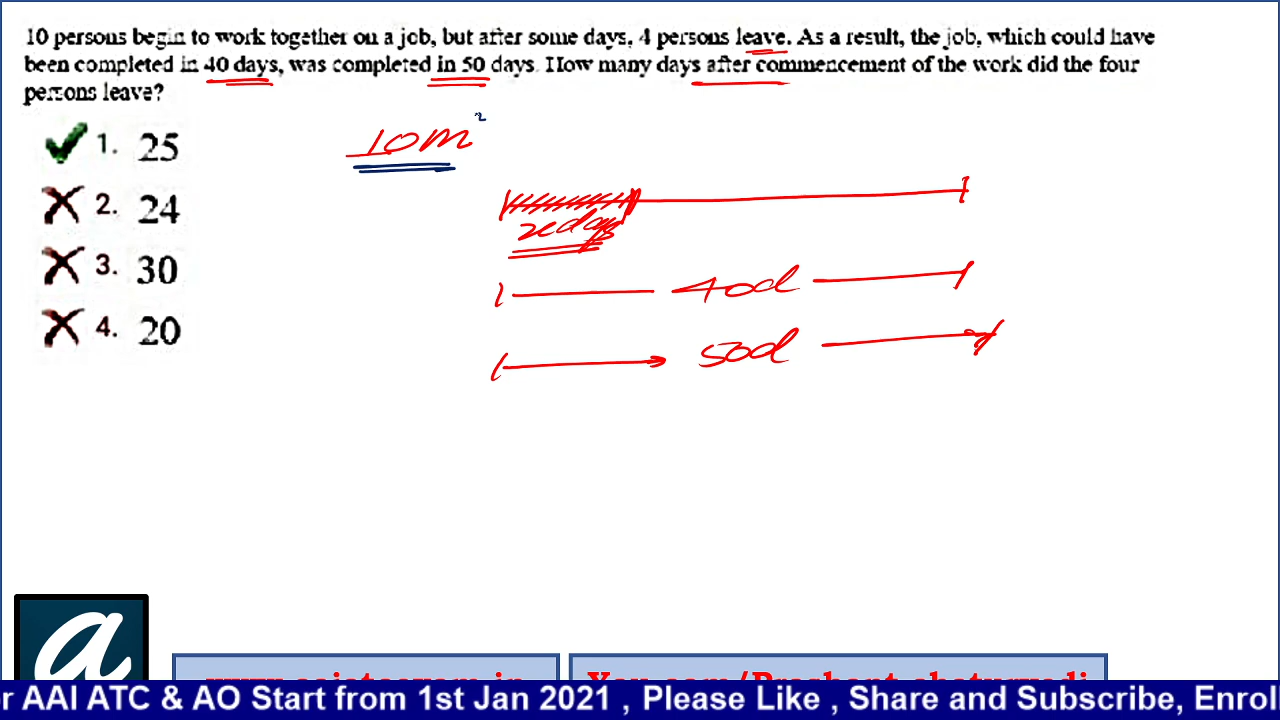 10 persons begin to work together on a job, but after some days, 4 persons leave. As a result, the job, which could have
been completed in 40 days, was completed in 50 days. How many days after commencement of the work did the four
persons leave?
1. 25
2. 24
3. 30
4. 20
10m
40d
50d
a
or AAI ATC & AO Start from 1st Jan 2021 , Please Like , Share and Subscribe, Enrol